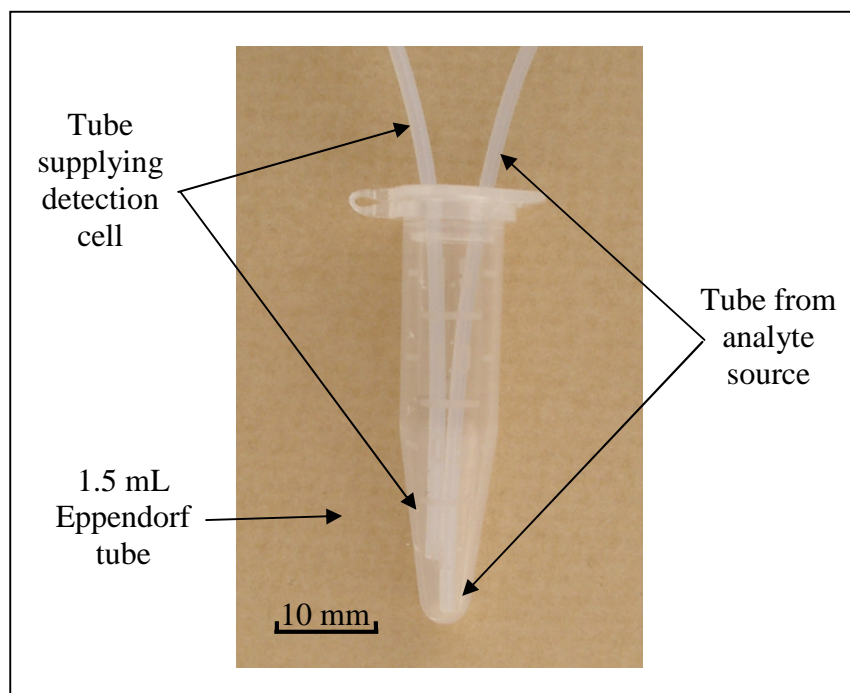 Tube
supplying
detection
cell
Tube from
analyte
source
1.5 mL
Eppendorf
tube
10 mm